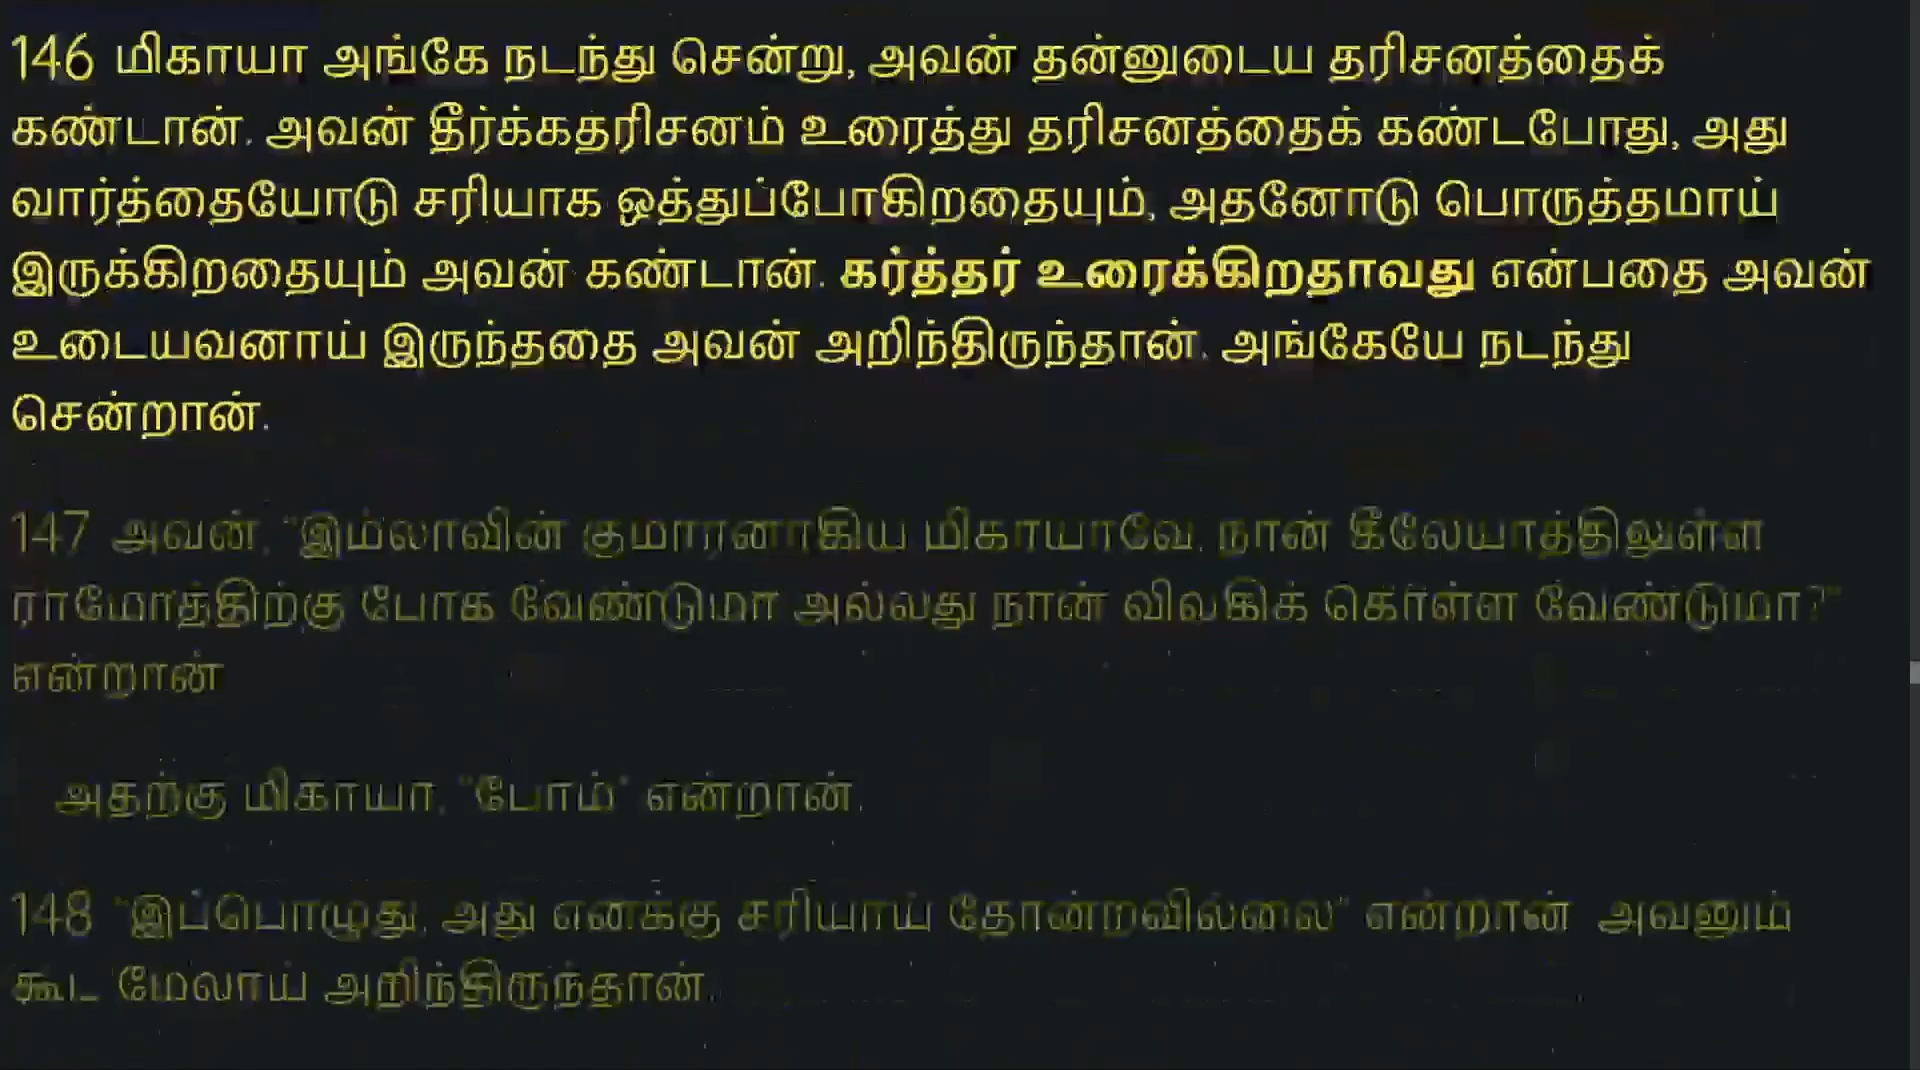 146 மிகாயா அங்கே நடந்து சென்று, அவன் தன்னுடைய தரிசனத்தைக்
கண்டான். அவன் தீர்க்கதரிசனம் உரைத்து தரிசனத்தைக் கண்டபோது, அது
வார்த்தையோடு சரியாக ஒத்துப்போகிறதையும், அதனோடு பொருத்தமாய்
இருக்கிறதையும் அவன் கண்டான். கர்த்தர் உரைக்கிறதாவது என்பதை அவன்
உடையவனாய் இருந்ததை அவன் அறிந்திருந்தான். அங்கேயே நடந்து
சென்றான்.
147 அவன், "இம்லாவின் குமாரனாகிய மிகாயாவே, நான் கீலேயாத்திலுள்ள
ராமோத்திற்கு போக வேண்டுமா அல்லது நான் விலகிக் கொள்ள வேண்டுமா?"
என்றான்
அதற்கு மிகாயா, "போம்" என்றான்.
148 "இப்பொழுது, அது எனக்கு சரியாய் தோன்றவில்லை" என்றான் அவனும்
கூட மேலாய் அறிந்திருந்தான்.